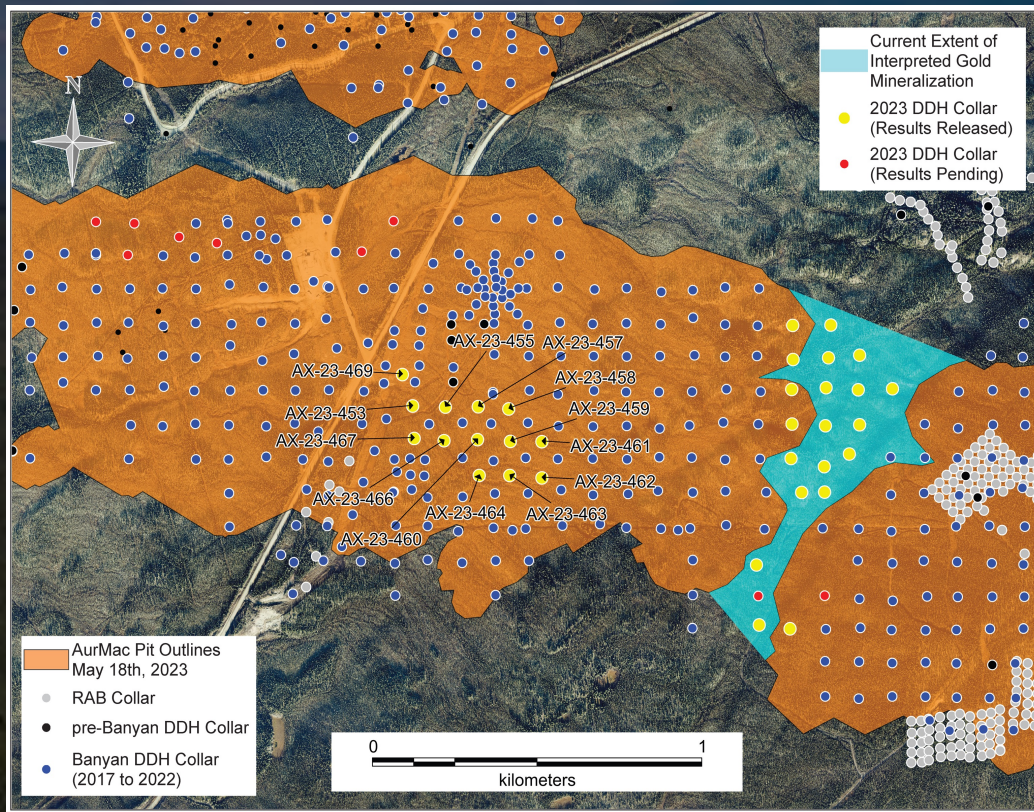 N
Current Extent of
Interpreted Gold
Mineralization
2023 DDH Collar
(Results Released)
2023 DDH Collar
(Results Pending)
AX-23-455
AX-23-457
AX-23-469
AX-23-458
AX-23-453
AX-23-459
AX-23-467
AX-23-461
AX-23-466
AX-23-462
AX-23-464
AX-23-463
AX-23-460
AurMac Pit Outlines
May 18th, 2023
RAB Collar
pre-Banyan DDH Collar
Banyan DDH Collar
(2017 to 2022)
0 1
kilometers